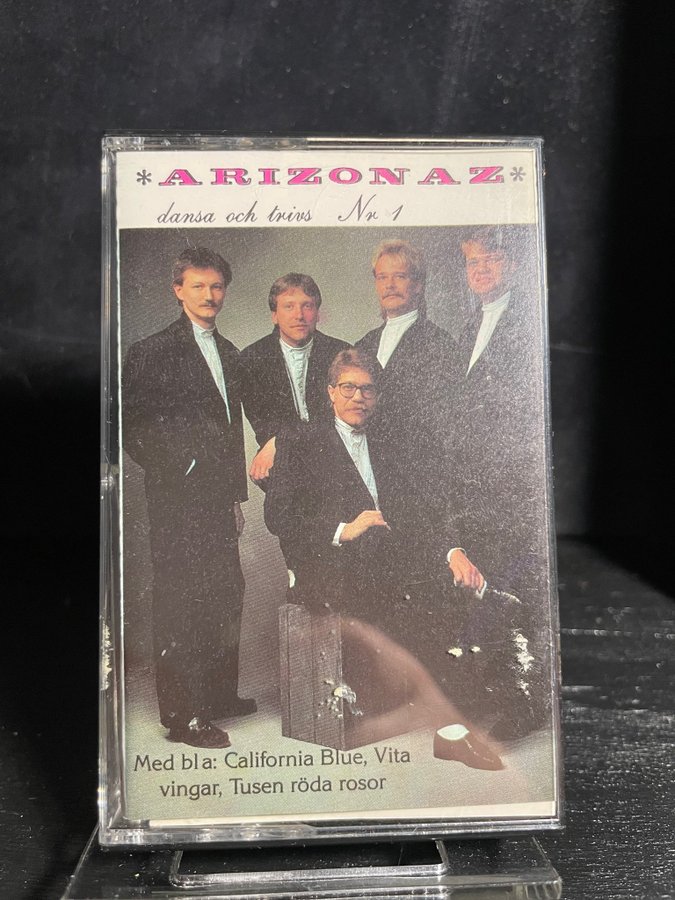 *ARIZONAZ*
dansa och trivs Nr 1
Med bl a: California Blue, Vita
vingar, Tusen röda rosor